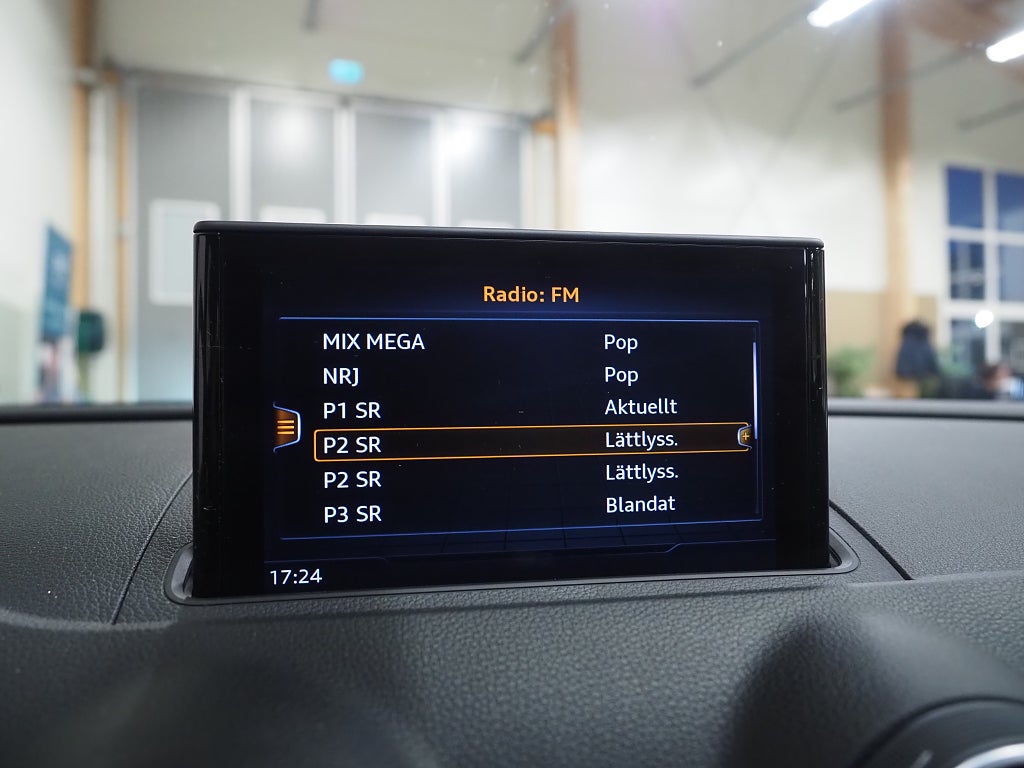 Radio: FM
MIX MEGA Pop
NRJ Pop
P1 SR Aktuellt
P2 SR Lättlyss.
P2 SR Lättlyss.
P3 SR Blandat
17:24